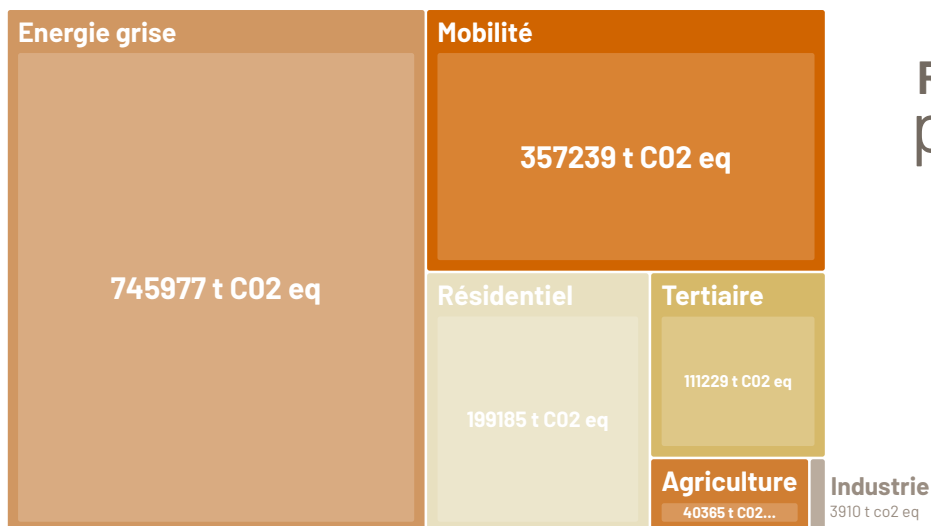 Energie grise
745977 t CO2 eq
Mobilité
357239 t CO2 eq
Résidentiel
199185 t CO2 eq
Tertiaire
111229 t CO2 eq
Agriculture
40365 t CO2...
Industrie
3910 t co2 eq